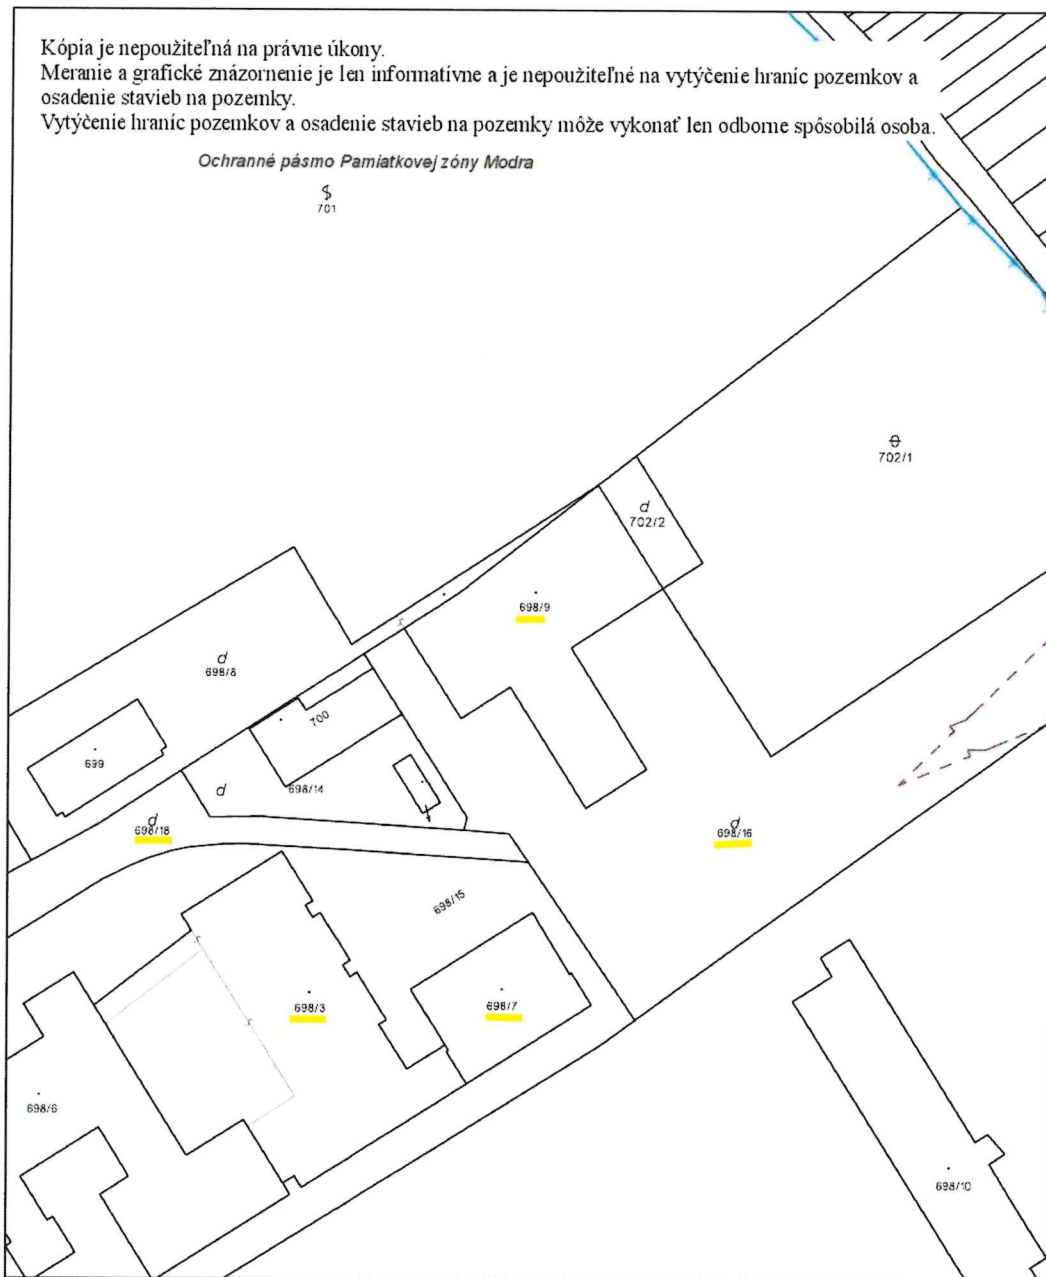 Kópia je nepoužiteľná na právne úkony.
Meranie a grafické znázornenie je len informatívne a je nepoužiteľné na vytýčenie hraníc pozemkov a
osadenie stavieb na pozemky.
Vytýčenie hraníc pozemkov a osadenie stavieb na pozemky môže vykonať len odborne spôsobilá osoba.
Ochranné pásmo Pamiatkovej zóny Modra
701
702/1
d
702/2
698/9
d
698/8
700
699
d
698/14
d
698/18
d
698/16
698/15
698/3
698/7
698/6
698/10